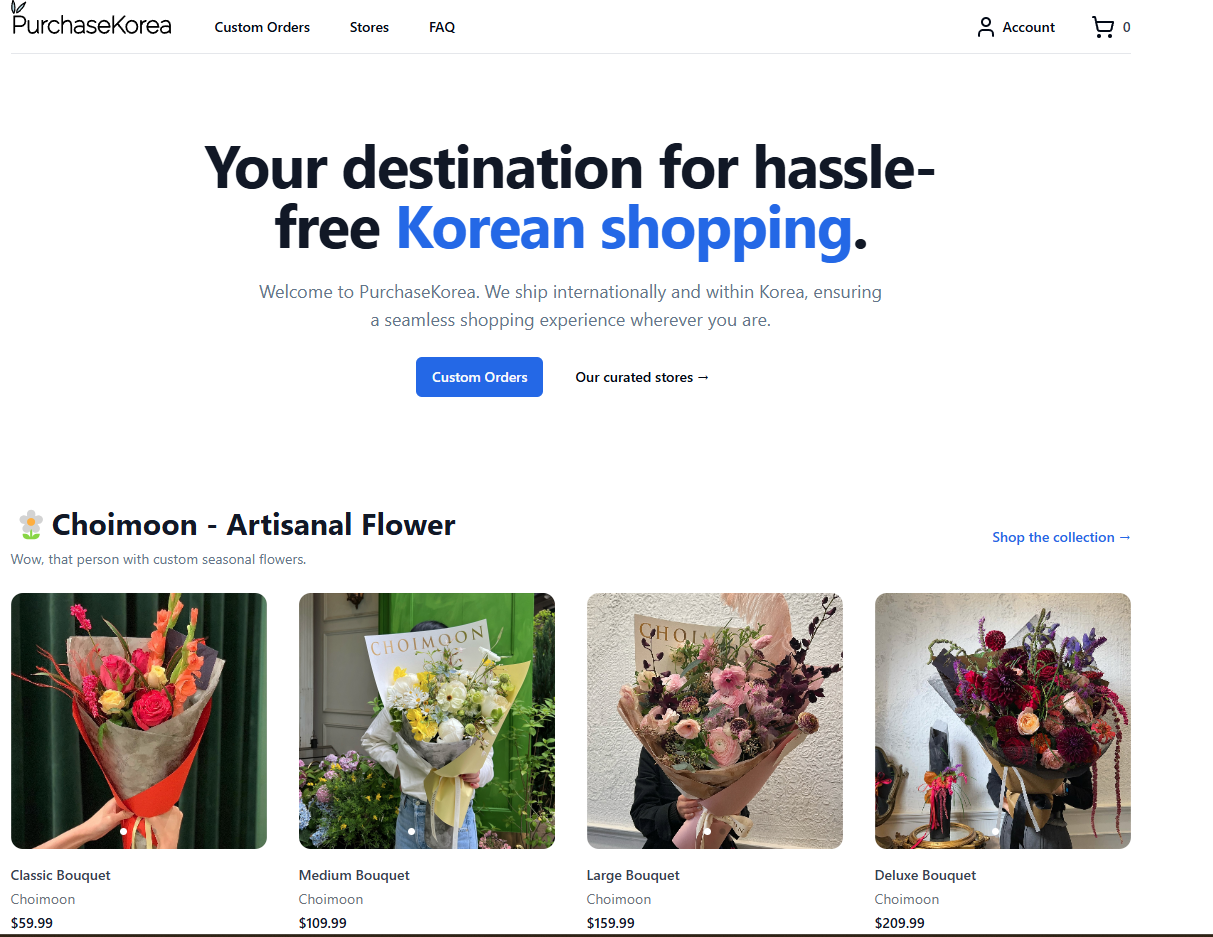 PurchaseKorea
Custom Orders
Stores
FAQ
Account
0
Your destination for hassle-
free Korean shopping.
Welcome to PurchaseKorea. We ship internationally and within Korea, ensuring
a seamless shopping experience wherever you are.
Custom Orders
Our curated stores →
Choimoon - Artisanal Flower
Wow, that person with custom seasonal flowers.
Shop the collection →
CHOIMOON
CHOIM
Classic Bouquet
Medium Bouquet
Large Bouquet
Deluxe Bouquet
Choimoon
Choimoon
Choimoon
Choimoon
$59.99
$109.99
$159.99
$209.99